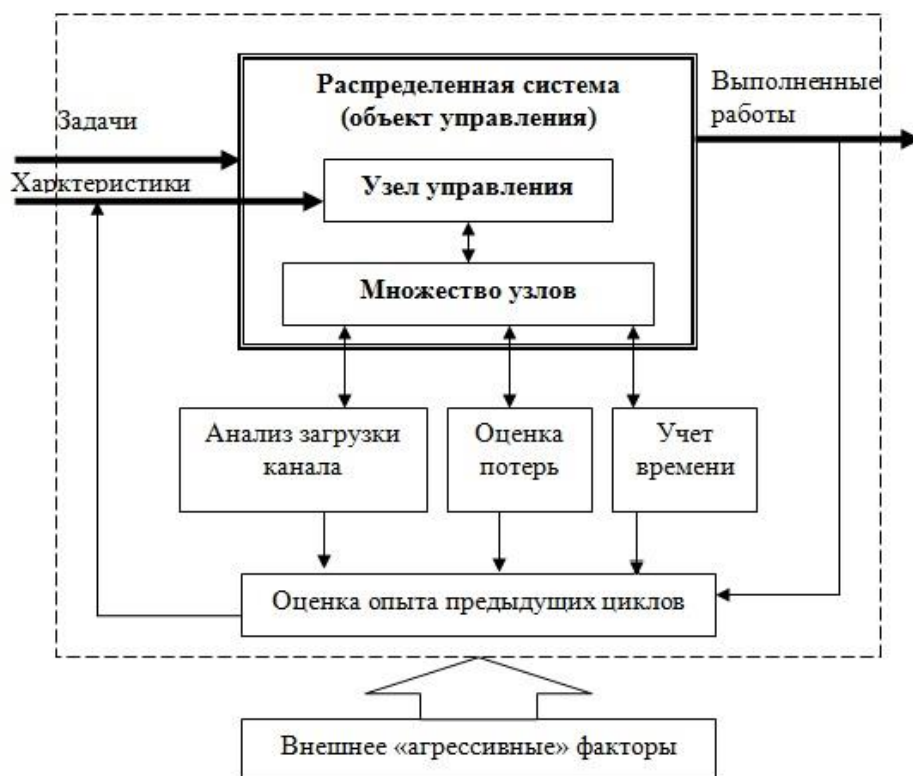 Распределенная система
(объект управления)
Выполненные
работы
Задачи
Харктеристики
Узел управления
Множество узлов
Анализ загрузки
канала
Оценка
потерь
Учет
времени
Оценка опыта предыдущих циклов
Внешнее «агрессивные» факторы